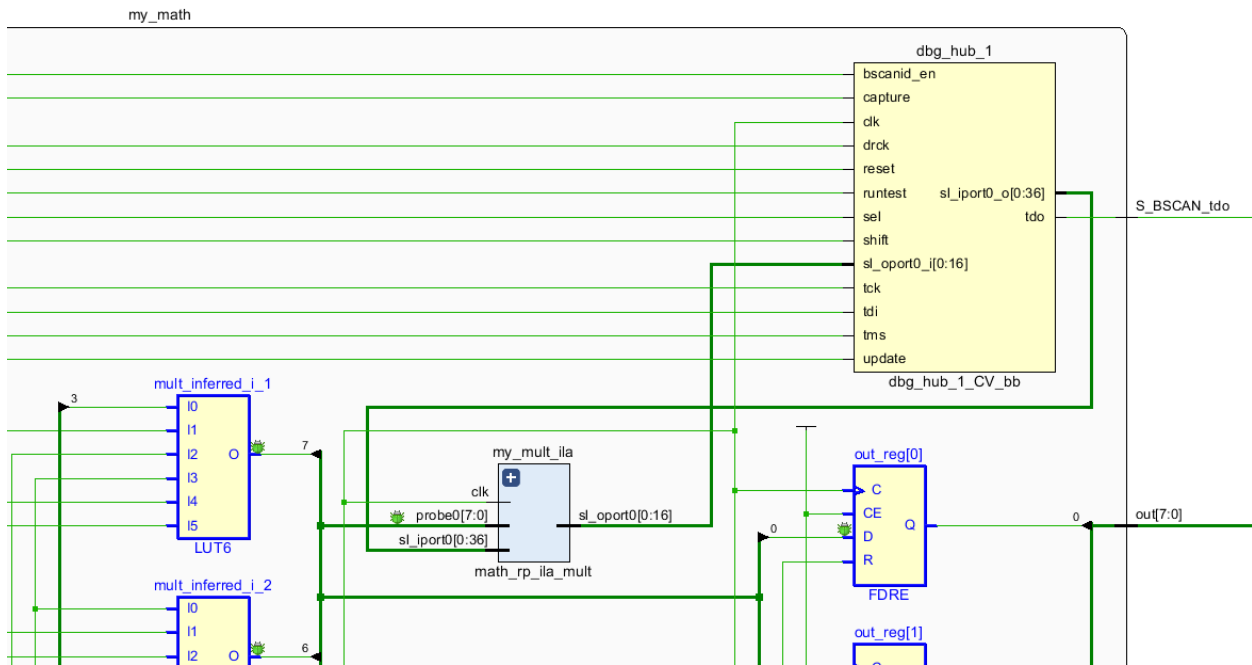 my_math
dbg_hub_1
bscanid_en
capture
clk
drck
reset
runtest
sl_iport0_o[0:36]
sel
tdo
S_BSCAN_tdo
shift
sl_oport0_i[0:16]
tck
tdi
tms
update
dbg_hub_1_CV_bb
mult_inferred_i_1
3
I0
I1
I2
O
7
I3
I4
I5
LUT6
my_mult_ila
clk
probe0[7:0]
sl_oport0[0:16]
sl_iport0[0:36]
math_rp_ila_mult
out_reg[0]
C
CE
0
D
Q
0
out[7:0]
R
FDRE
mult_inferred_i_2
I0
I1
I2
O
6
out_reg[1]